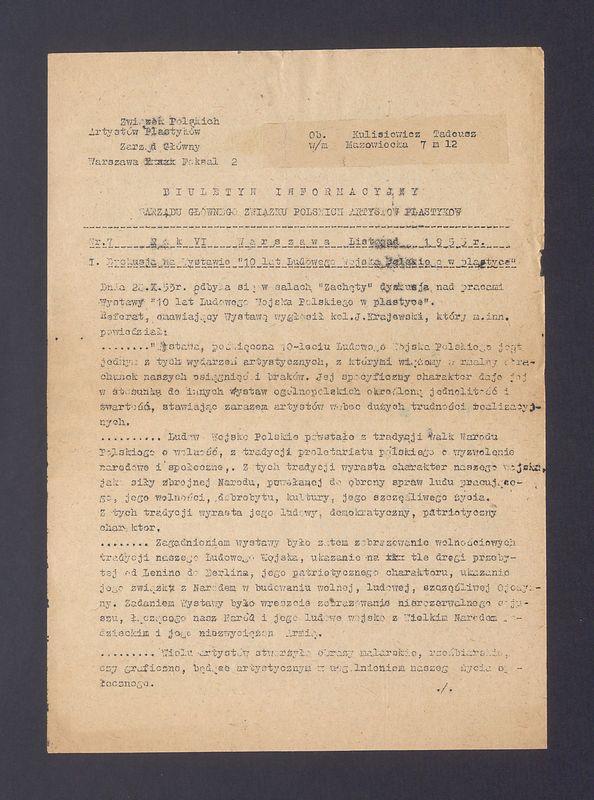 Związek Polskich
Artystów Plastyków
Zarząd Główny
Warszawa Foksal 2
Ob. Kulisiewicz Tadeusz
w/m Mazowiecka 7 m 12
BIULETYN INFORMACYJNY
ZARZĄDU GŁÓWNEGO ZWIĄZKU POLSKICH ARTYSTÓW PLASTYKÓW
Nr.7 Rok VI Warszawa Listopad 1953 r.
I. Dyskusja na Wystawie "10 lat Ludowego Wojska Polskiego w plastyce"
Dnia X.53r. odbyła się w salach "Zachęty" dyskusja nad pracami
Wystawy "10 lat Ludowego Wojska Polskiego w plastyce".
Referat, omawiający Wystawę wygłosił kol.J.Krajewski, który m.inn.
powiedział:
........"Wystawa, poświęcona 10-leciu Ludowego Wojska Polskiego jest
jednym z tych wydarzeń artystycznych, z którymi wiążemy obra-
chunek naszych osiągnięć i braków. Jej specyficzny charakter daje jej
w stosunku do innych wystaw ogólnopolskich określoną jednolitość i
zwartość, stawiając zarazem artystów wobec dużych trudności realizacyj-
nych.
.......... Ludowe Wojsko Polskie powstało z tradycji walk Narodu
Polskiego o wolność, z tradycji proletariatu polskiego o wyzwolenie
narodowe i społeczne,. Z tych tradycji wyrasta charakter naszego wojska,
jako siły zbrojnej Narodu, powołanej do obrony spraw ludu pracujące-
go, jego wolności, dobrobytu, kultury, jego szczęśliwego życia.
Z tych tradycji wyrasta jego ludowy, demokratyczny, patriotyczny
charakter.
........ Zagadnieniem wystawy było zatem zobrazowanie wolnościowych
tradycji naszego Ludowego Wojska, ukazanie na tle drogi przeby-
tej od Lenino do Berlina, jego patriotycznego charakteru, ukazanie
jego związku z Narodem w budowaniu wolnej, ludowej, szczęśliwej Ojczyz-
ny. Zadaniem Wystawy było wreszcie zobrazowanie nierozerwalnego soju-
szu, łączącego nasz Naród i jego ludowe wojsko z Wielkim Narodem Ra-
dzieckim i jego niezwyciężoną Armią.
......... Wielu artystów stworzyło obrazy malarskie, rzeźbiarskie,
czy graficzne, będące artystycznym uogólnieniem naszego życia spo-
łecznego.
./.